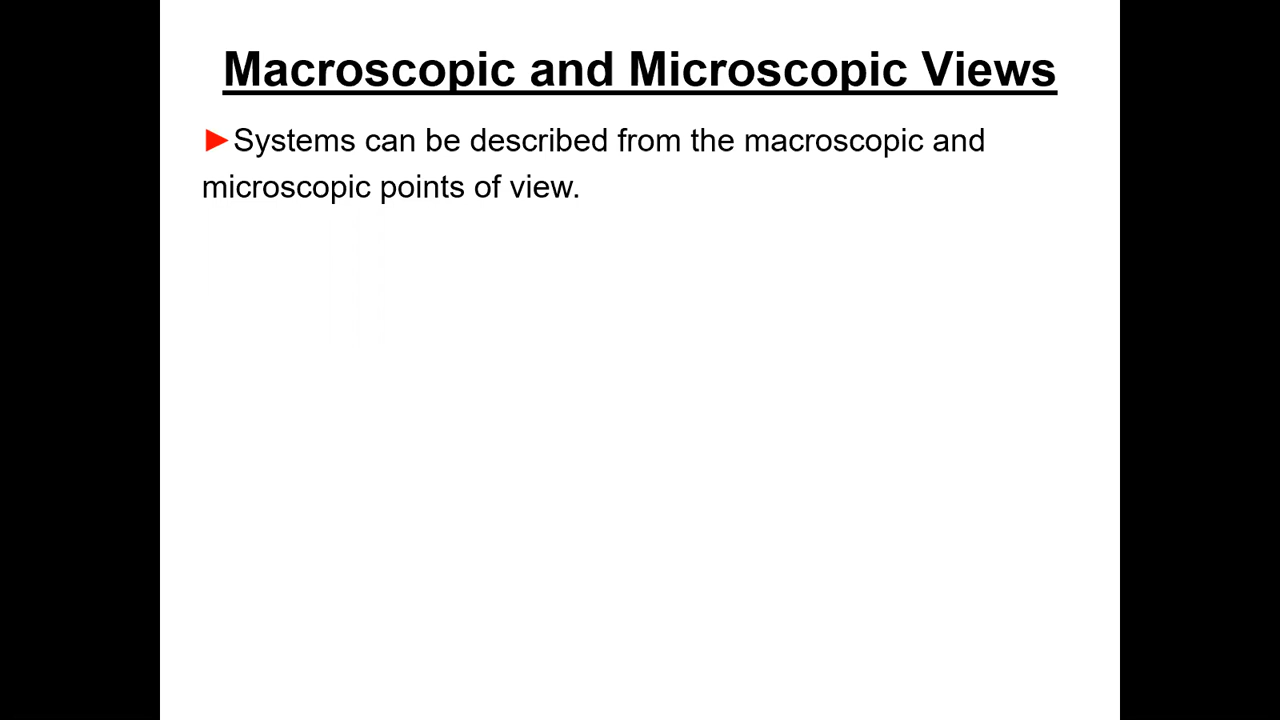 Macroscopic and Microscopic Views
►Systems can be described from the macroscopic and
microscopic points of view.